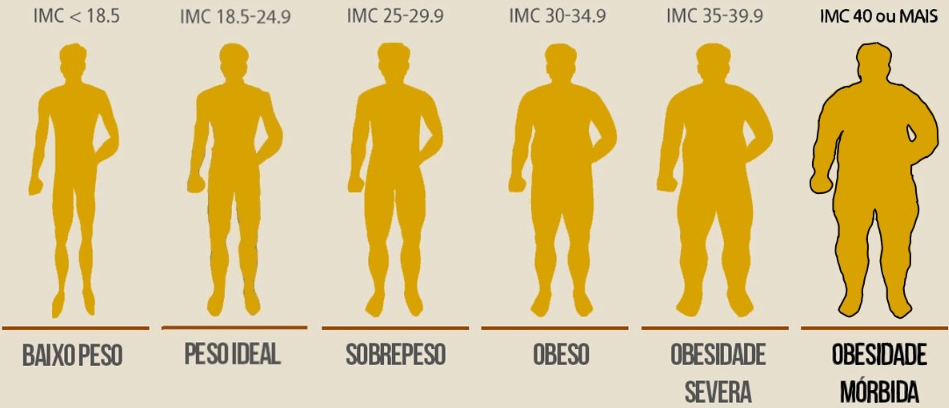 IMC < 18.5
IMC 18.5-24.9
IMC 25-29.9
IMC 30-34.9
IMC 35-39.9
IMC 40 ou MAIS
BAIXO PESO
PESO IDEAL
SOBREPESO
OBESO
OBESIDADE
SEVERA
OBESIDADE
MÓRBIDA